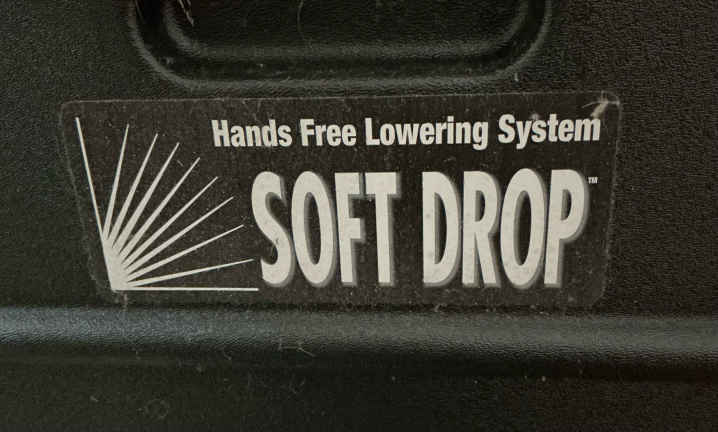 Hands Free Lowering System
SOFT DROP™